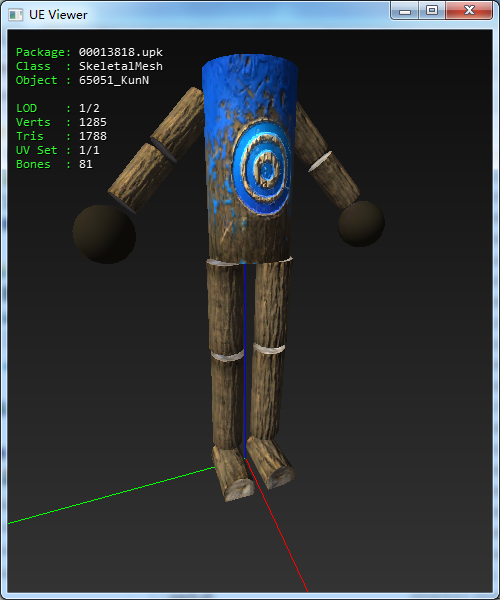 UE Viewer
Package: 00013818.upk
Class  : SkeletalMesh
Object : 65051_KunN
LOD    : 1/2
Verts  : 1285
Tris   : 1788
UV Set : 1/1
Bones  : 81